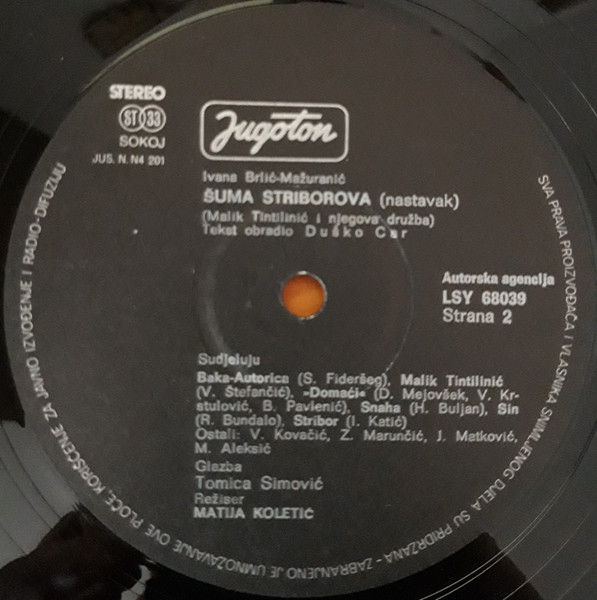 STEREO
ST 33
SOKOJ
JUS. N. N4 201
Jugoton
Ivana Brlić-Mažuranić
ŠUMA STRIBOROVA (nastavak)
(Malik Tintilinić i njegova družba)
Tekst obradio Duško Car
Autorska agencija
LSY 68039
Strana 2
Sudjeluju
Baka-Autorica (S. Fideršeg), Malik Tintilinić
(V. Štefančić), »Domaći« (D. Mejovšek, V. Kr-
stulović, B. Pavlenić), Snaha (H. Buljan), Sin
(R. Bundalo), Stribor (I. Katić)
Ostali: V. Kovačić, Z. Marunčić, J. Matković,
M. Aleksić
Glazba
Tomica Simović
Režiser
MATIJA KOLETIĆ
SVA PRAVA PROIZVOĐAČA I VLASNIKA SNIMLJENOG DJELA SU PRIDRŽANA - ZABRANJENO JE UMNOŽAVANJE OVE PLOČE, KORIŠĆENJE ZA JAVNO IZVOĐENJE I RADIO-DIFUZIJU